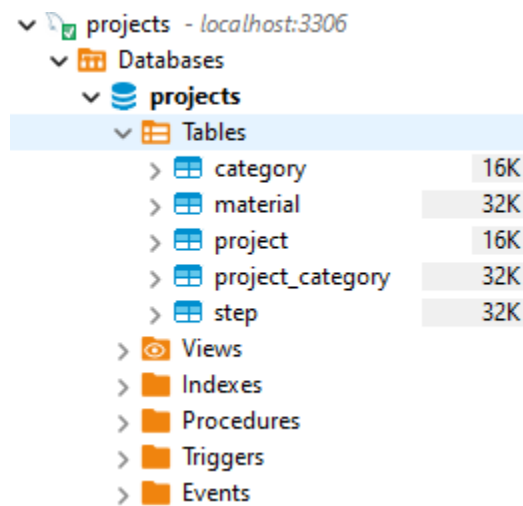 projects - localhost:3306
Databases
projects
Tables
category 16K
material 32K
project 16K
project_category 32K
step 32K
Views
Indexes
Procedures
Triggers
Events